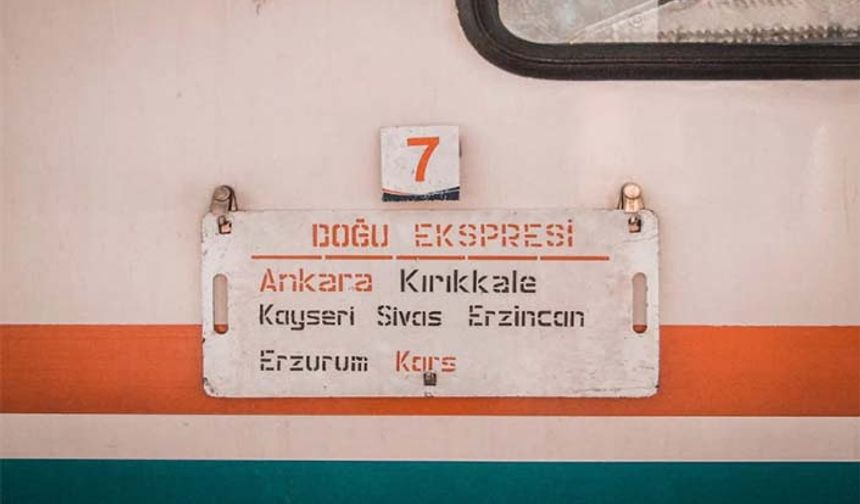 7
DOĞU EKSPRESİ
Ankara Kırıkkale
Kayseri Sivas Erzincan
Erzurum Kars